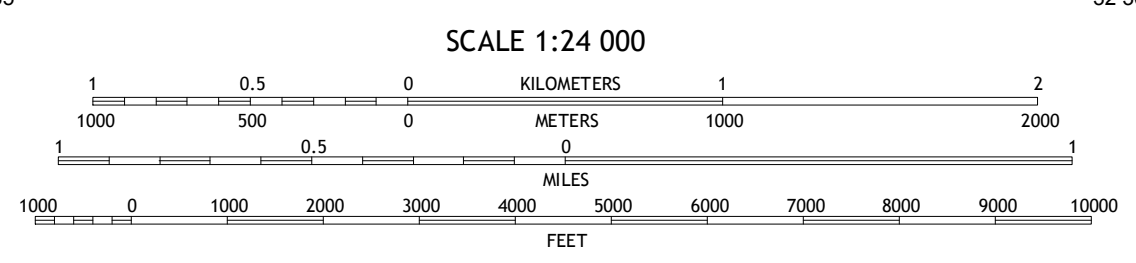 SCALE 1:24 000
1 0.5 0 KILOMETERS 1 2
1000 500 0 METERS 1000 2000
1 0.5 0 1
MILES
1000 0 1000 2000 3000 4000 5000 6000 7000 8000 9000 10000
FEET